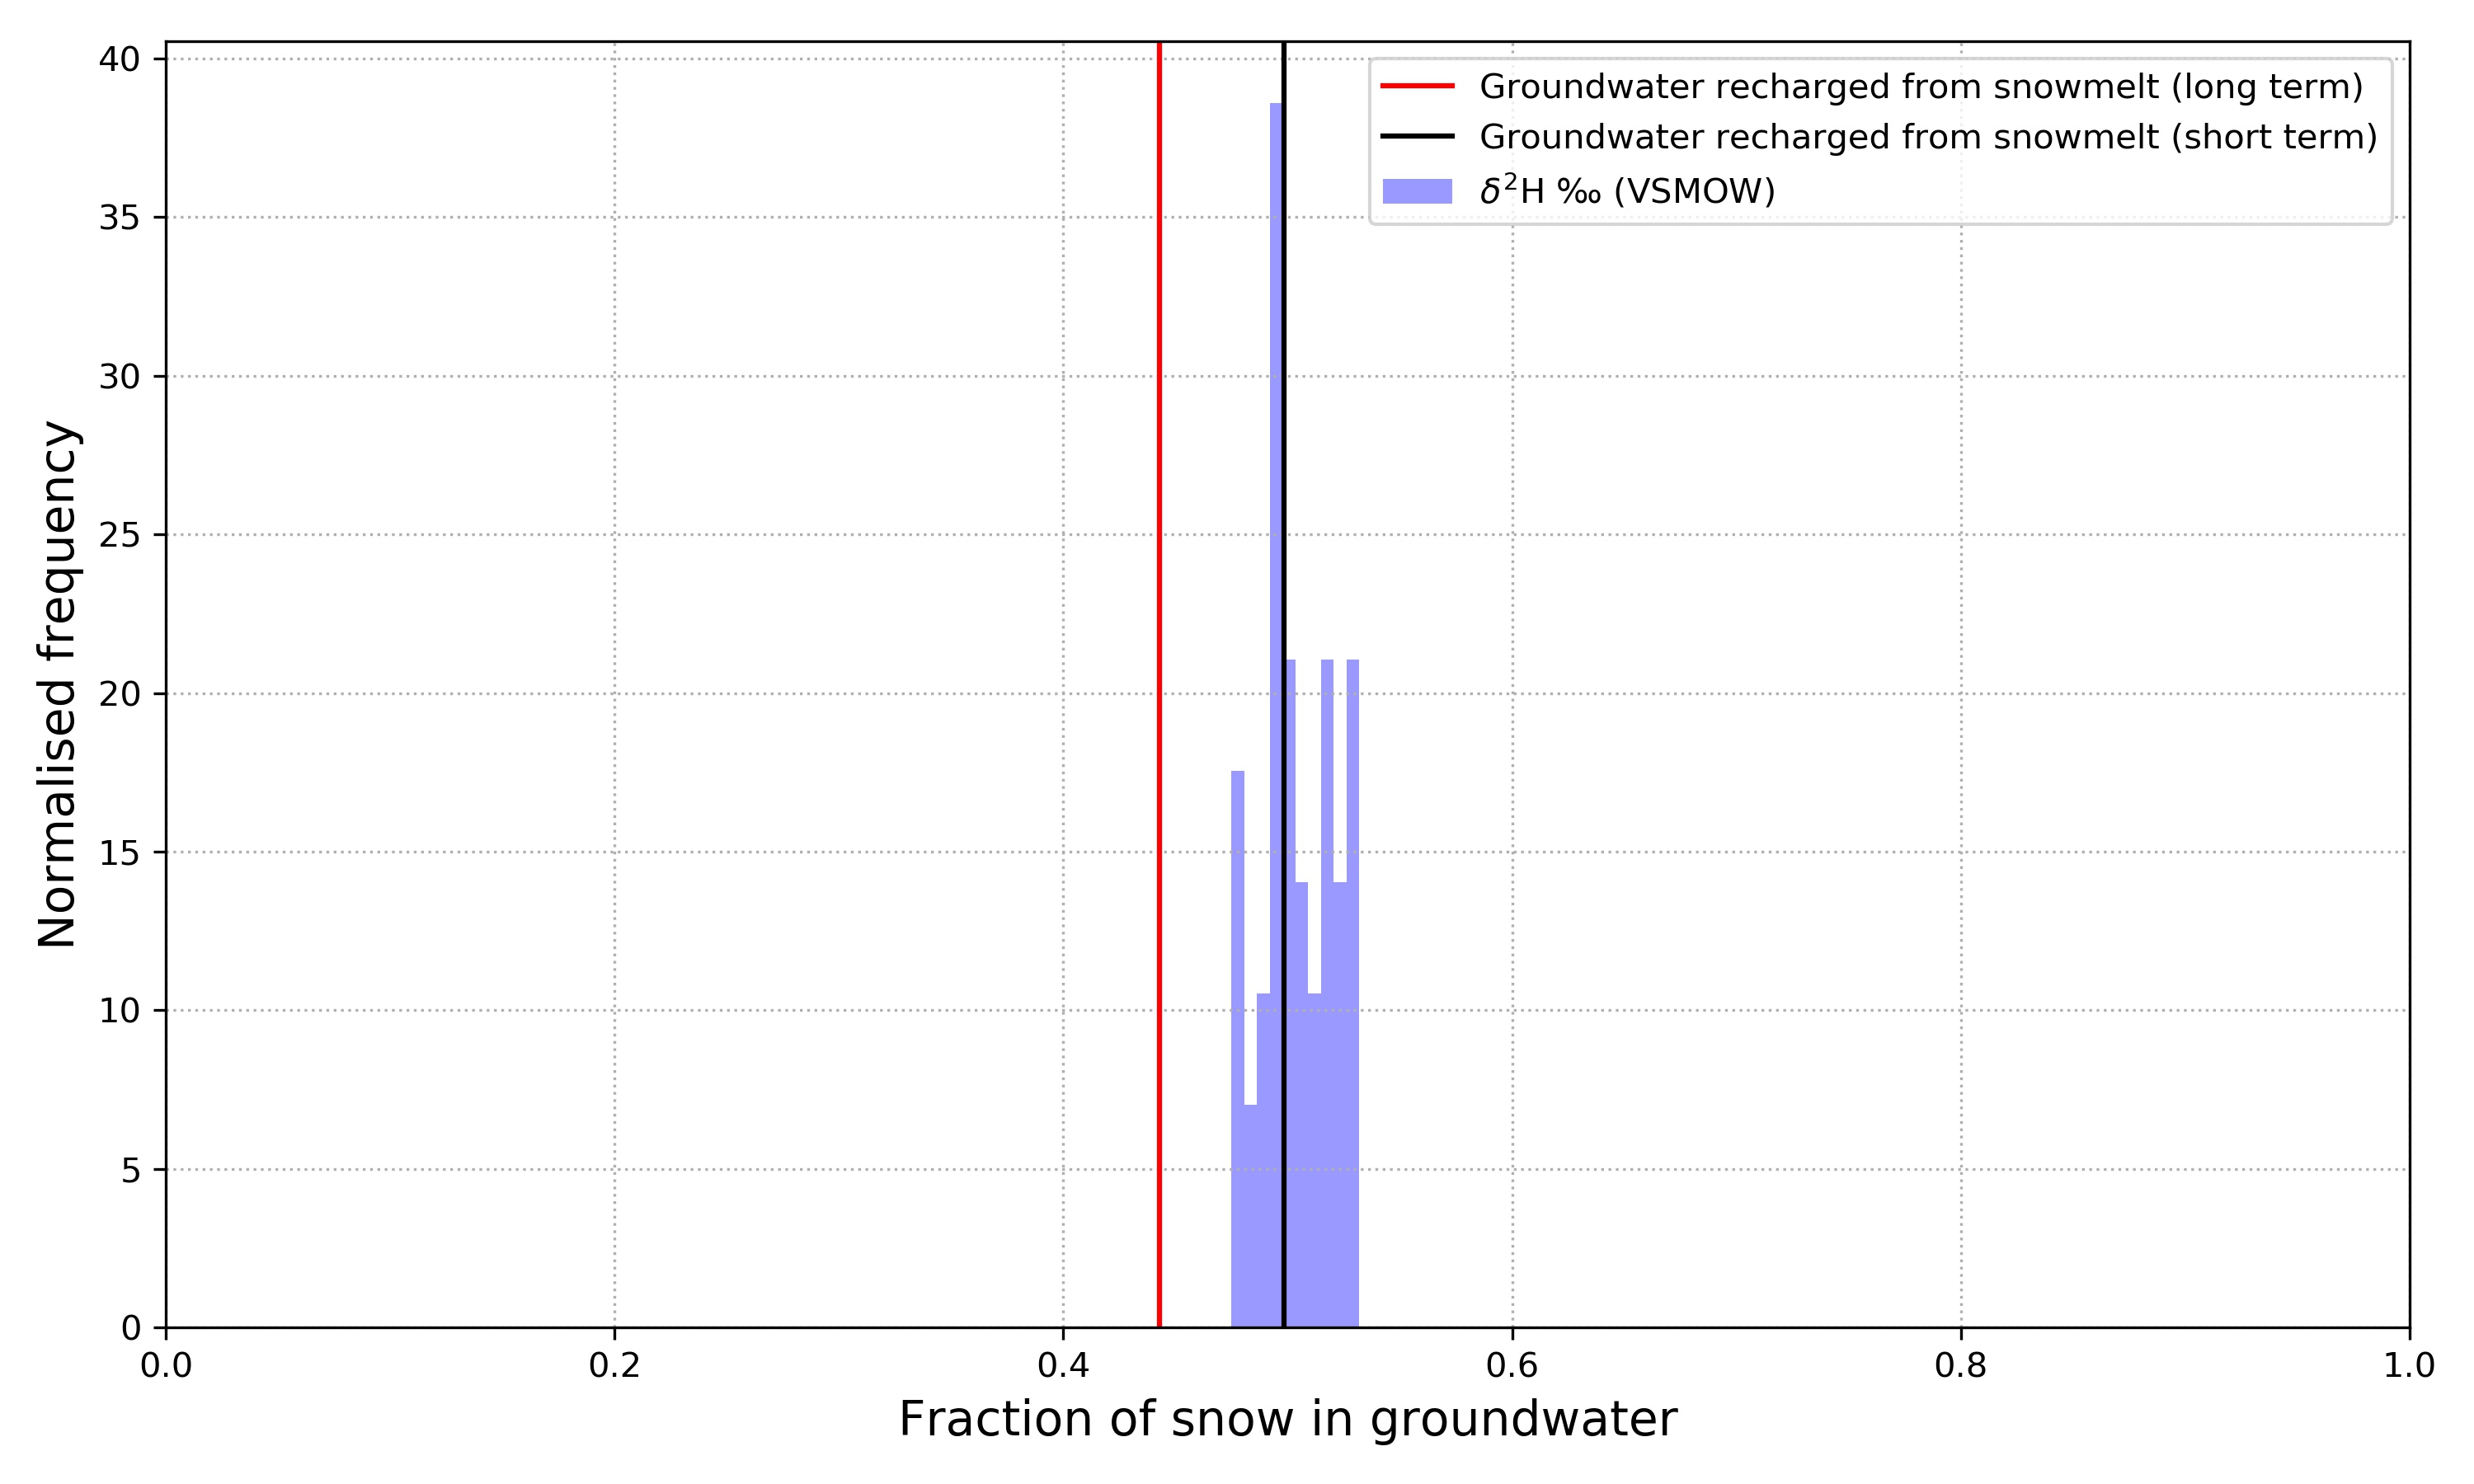 Groundwater recharged from snowmelt (long term)
Groundwater recharged from snowmelt (short term)
δ²H ‰ (VSMOW)
Normalised frequency
40
35
30
25
20
15
10
5
0
0.0 0.2 0.4 0.6 0.8 1.0
Fraction of snow in groundwater